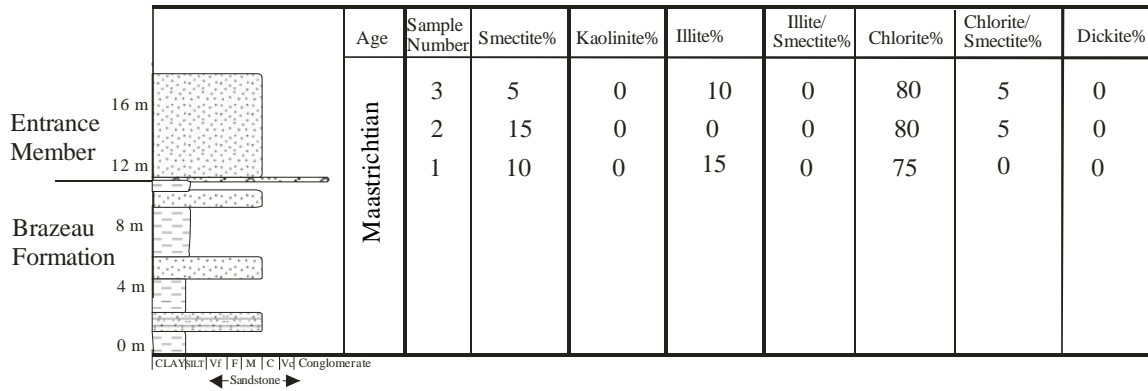 Age Sample Number Smectite% Kaolinite% Illite% Illite/ Smectite% Chlorite% Chlorite/ Smectite% Dickite%
Maastrichtian
3 5 0 10 0 80 5 0
2 15 0 0 0 80 5 0
1 10 0 15 0 75 0 0
Entrance
Member
Brazeau
Formation
16 m
12 m
8 m
4 m
0 m
CLAY SILT Vf F M C Vc Conglomerate
Sandstone